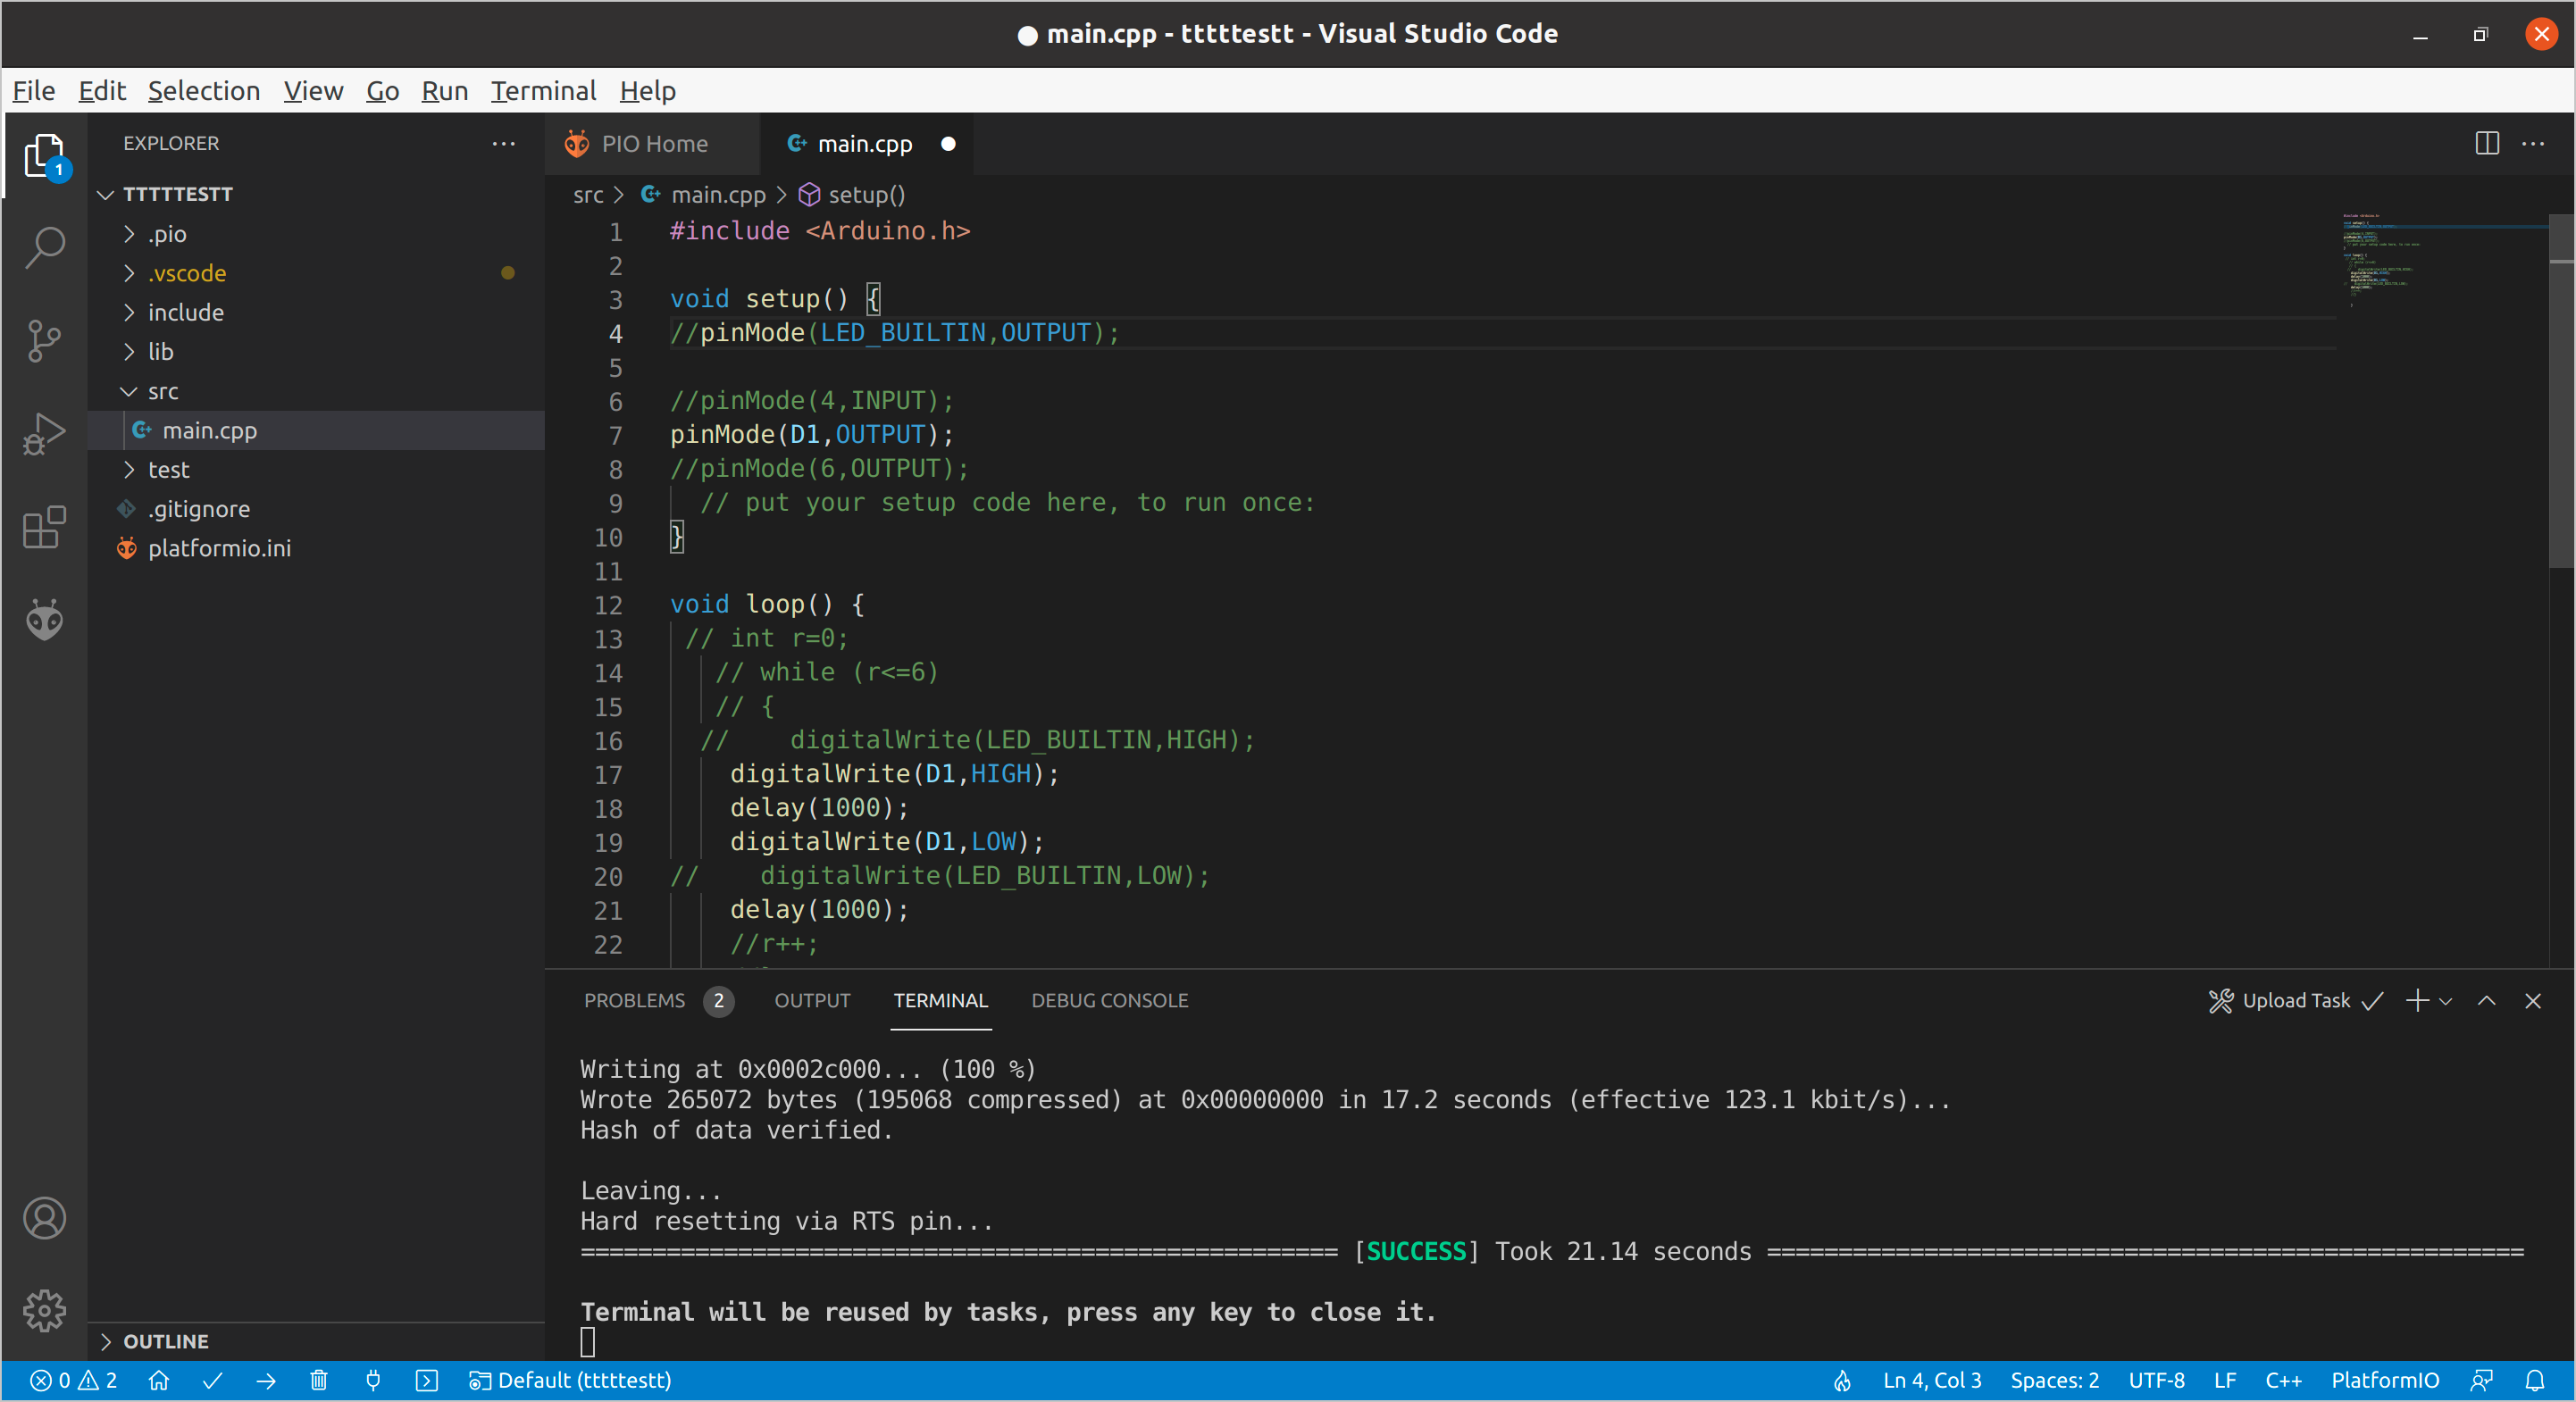 ● main.cpp - tttttestt - Visual Studio Code
File Edit Selection View Go Run Terminal Help
1
EXPLORER
TTTTTESTT
.pio
.vscode
include
lib
src
main.cpp
test
.gitignore
platformio.ini
OUTLINE
PIO Home
main.cpp
src > main.cpp > setup()
1 #include <Arduino.h>
2
3 void setup() {
4 //pinMode(LED_BUILTIN,OUTPUT);
5
6 //pinMode(4,INPUT);
7 pinMode(D1,OUTPUT);
8 //pinMode(6,OUTPUT);
9 // put your setup code here, to run once:
10 }
11
12 void loop() {
13 // int r=0;
14 // while (r<=6)
15 // {
16 //    digitalWrite(LED_BUILTIN,HIGH);
17 digitalWrite(D1,HIGH);
18 delay(1000);
19 digitalWrite(D1,LOW);
20 //    digitalWrite(LED_BUILTIN,LOW);
21 delay(1000);
22 //r++;
PROBLEMS 2 OUTPUT TERMINAL DEBUG CONSOLE
Upload Task
Writing at 0x0002c000... (100 %)
Wrote 265072 bytes (195068 compressed) at 0x00000000 in 17.2 seconds (effective 123.1 kbit/s)...
Hash of data verified.
Leaving...
Hard resetting via RTS pin...
===================================================== [SUCCESS] Took 21.14 seconds =====================================================
Terminal will be reused by tasks, press any key to close it.
0 2 Default (tttttestt) Ln 4, Col 3 Spaces: 2 UTF-8 LF C++ PlatformIO